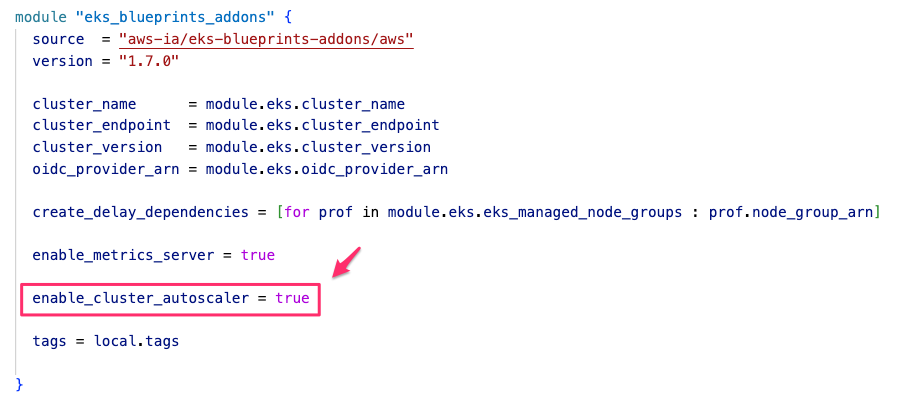 module "eks_blueprints_addons" {
  source  = "aws-ia/eks-blueprints-addons/aws"
  version = "1.7.0"

  cluster_name      = module.eks.cluster_name
  cluster_endpoint  = module.eks.cluster_endpoint
  cluster_version   = module.eks.cluster_version
  oidc_provider_arn = module.eks.oidc_provider_arn

  create_delay_dependencies = [for prof in module.eks.eks_managed_node_groups : prof.node_group_arn]

  enable_metrics_server = true

  enable_cluster_autoscaler = true

  tags = local.tags

}